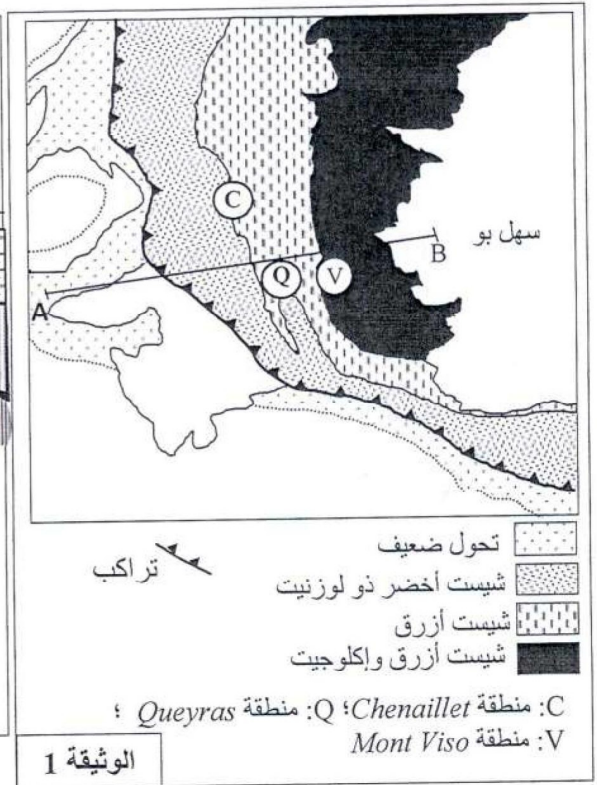 C
Q
V
سهل بو
B
A
تحول ضعيف
تراكب
شيست أخضر ذو لوزنيت
شيست أزرق
شيست أزرق وإكلوجيت
C: منطقة Chenaillet؛ Q: منطقة Queyras ؛
V: منطقة Mont Viso
الوثيقة 1